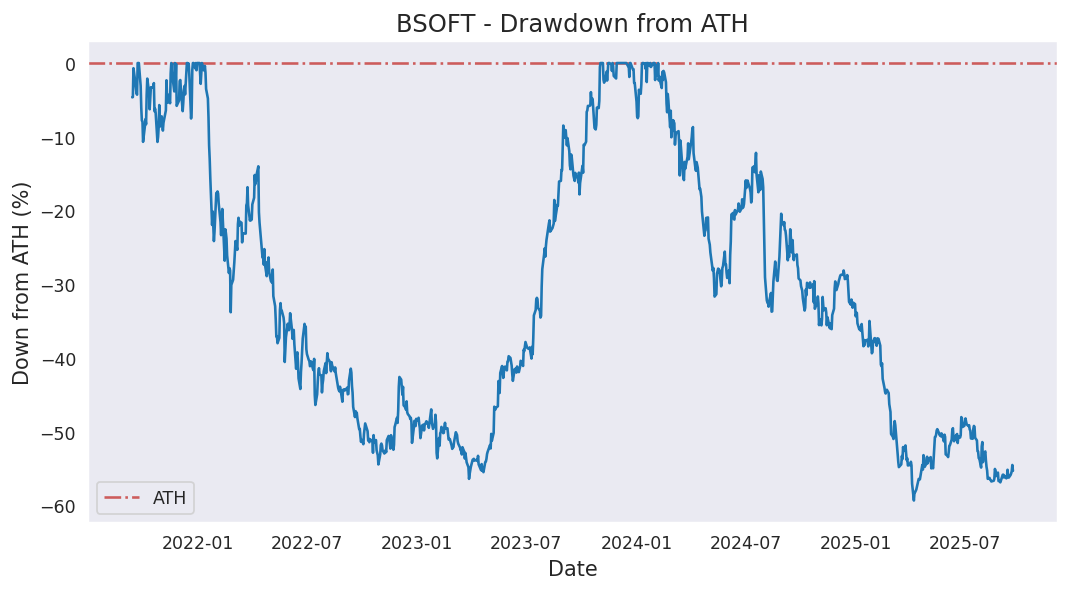 BSOFT - Drawdown from ATH
Down from ATH (%)
0
−10
−20
−30
−40
−50
−60
ATH
2022-01 2022-07 2023-01 2023-07 2024-01 2024-07 2025-01 2025-07
Date